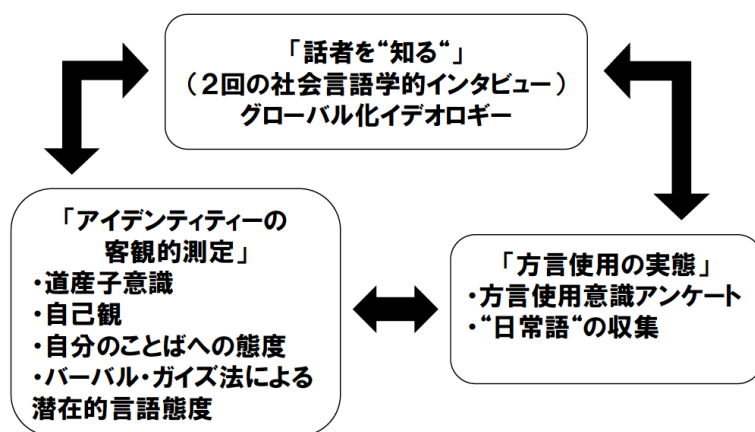 「話者を“知る“」
(2回の社会言語学的インタビュー)
グローバル化イデオロギー
「アイデンティティーの
客観的測定」
・道産子意識
・自己観
・自分のことばへの態度
・バーバル・ガイズ法による
潜在的言語態度
「方言使用の実態」
・方言使用意識アンケート
・“日常語“の収集